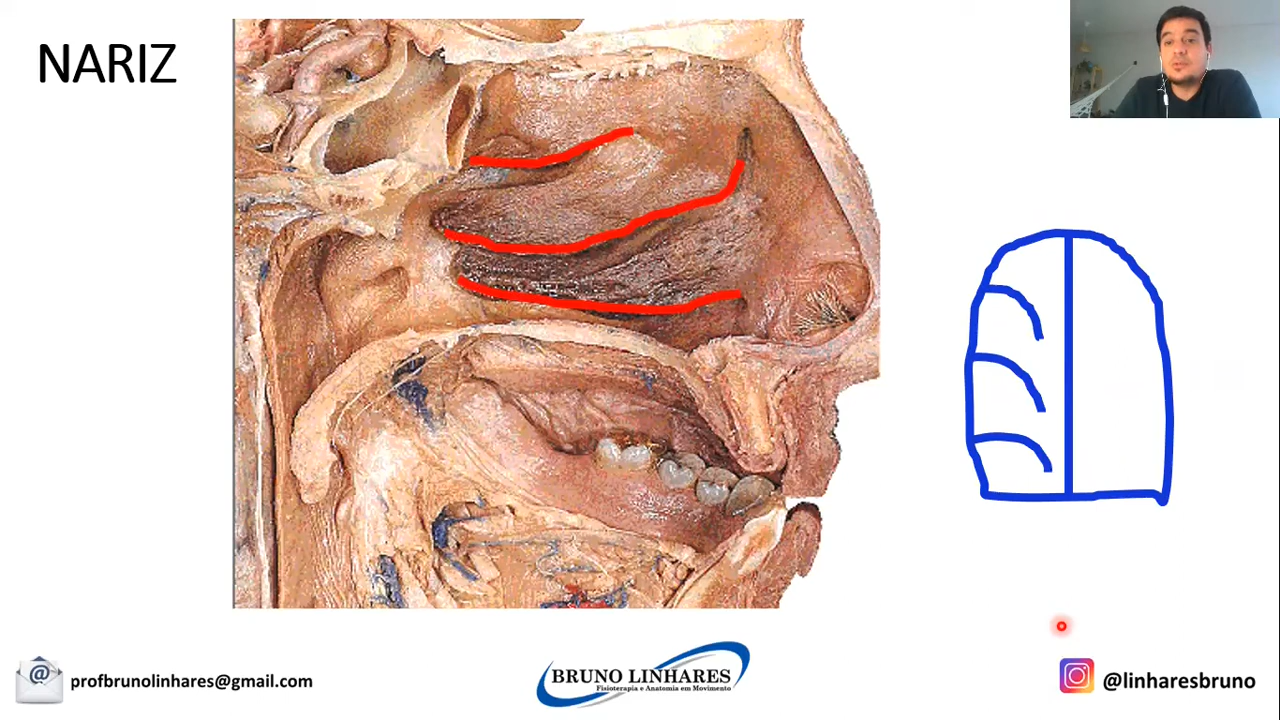 NARIZ
profbrunolinhares@gmail.com
BRUNO LINHARES
Fisioterapia e Anatomia em Movimento
@linharesbruno